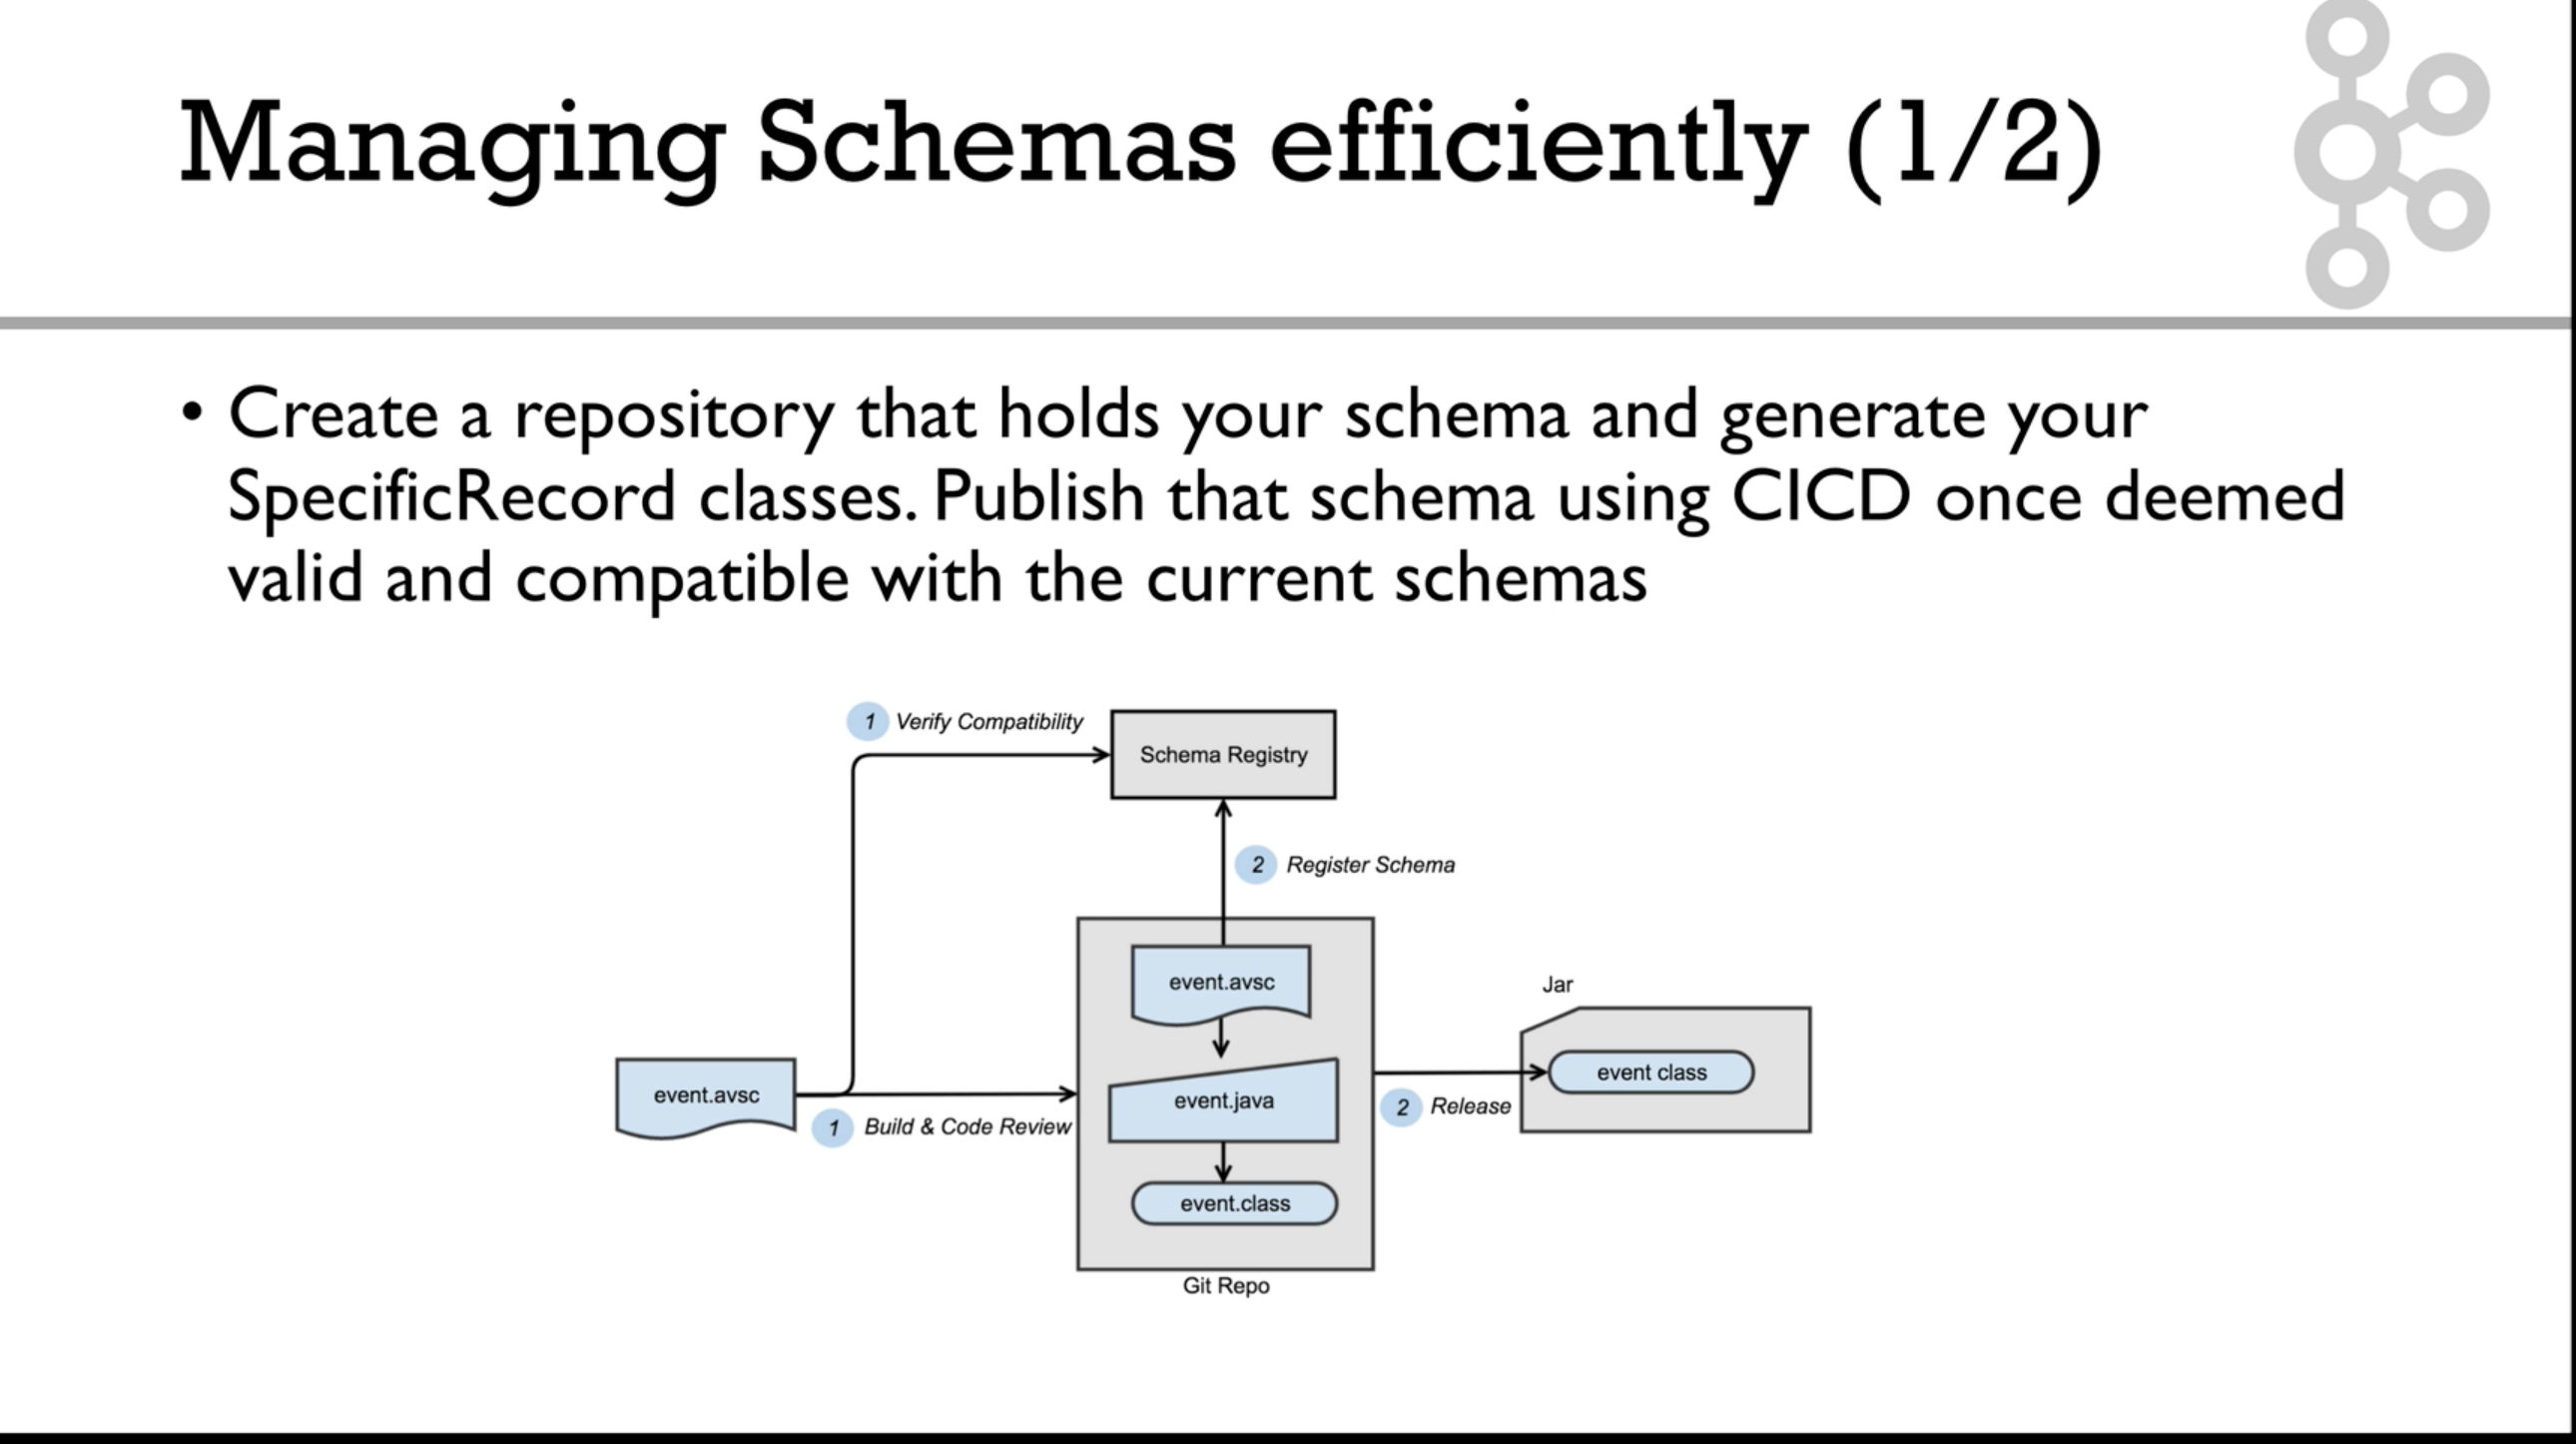 Managing Schemas efficiently (1/2)
• Create a repository that holds your schema and generate your
SpecificRecord classes. Publish that schema using CICD once deemed
valid and compatible with the current schemas
1 Verify Compatibility
Schema Registry
2 Register Schema
event.avsc
Jar
event class
event.avsc
event.java
2 Release
1 Build & Code Review
event.class
Git Repo